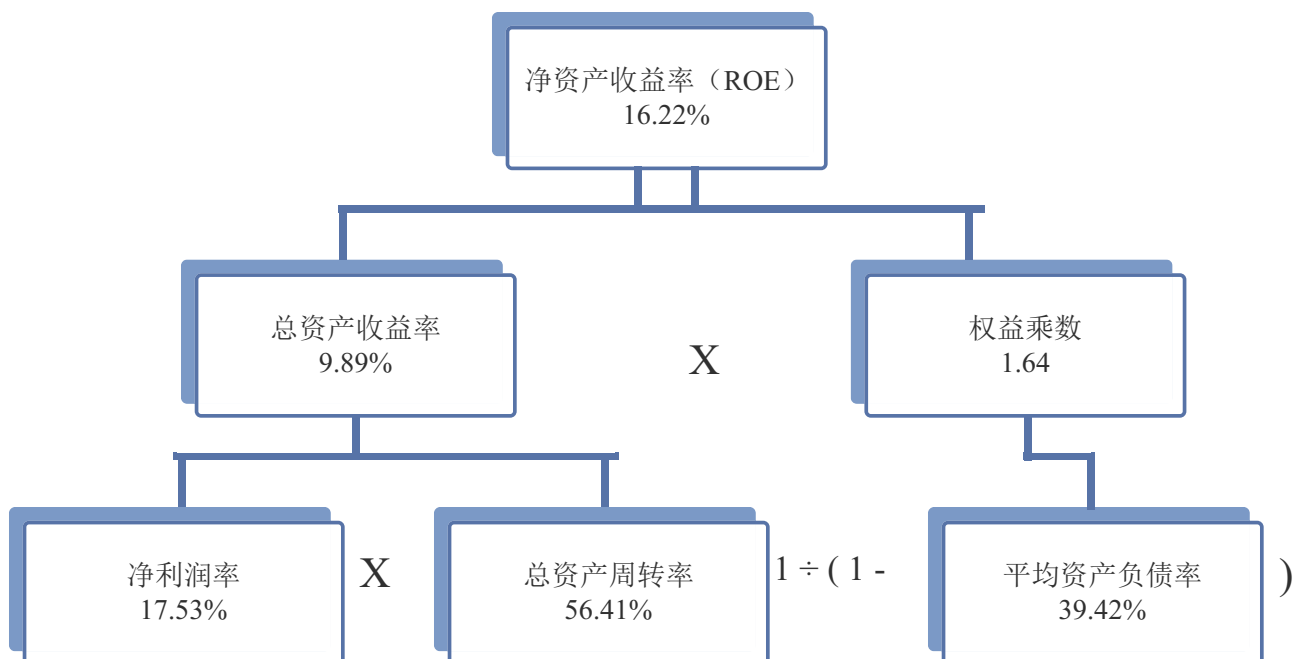 净资产收益率（ROE）
16.22%
总资产收益率
9.89%
X
权益乘数
1.64
净利润率
17.53%
X
总资产周转率
56.41%
1 ÷ ( 1 -
平均资产负债率
39.42%
)